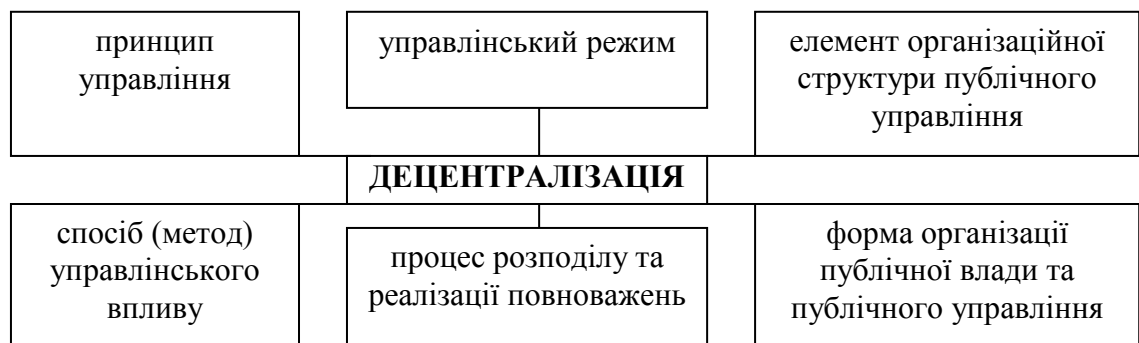 принцип
управління
управлінський режим
елемент організаційної
структури публічного
управління
ДЕЦЕНТРАЛІЗАЦІЯ
спосіб (метод)
управлінського
впливу
процес розподілу та
реалізації повноважень
форма організації
публічної влади та
публічного управління